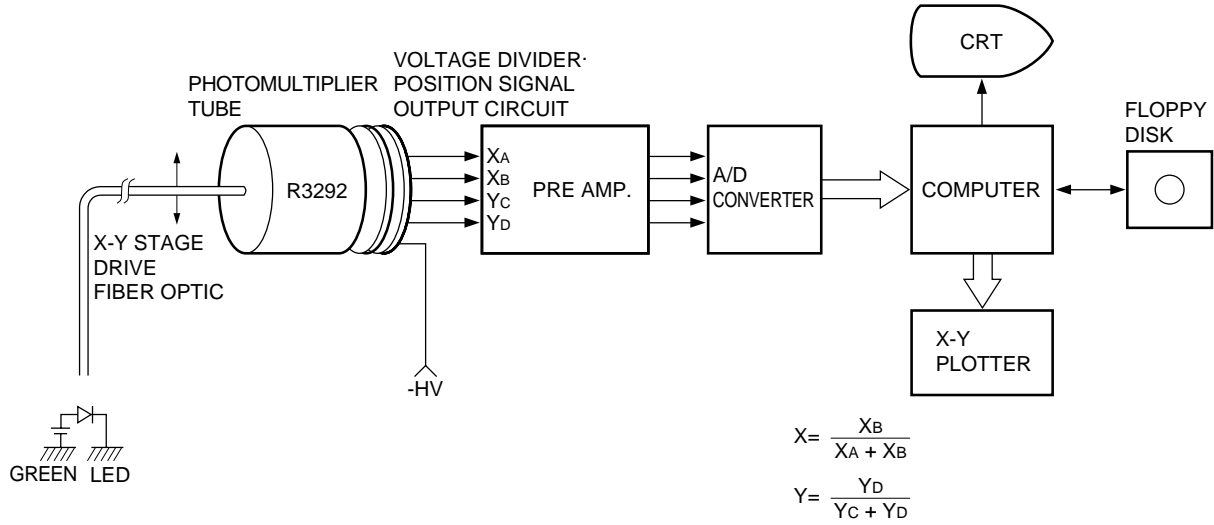 CRT
VOLTAGE DIVIDER·
POSITION SIGNAL
OUTPUT CIRCUIT
PHOTOMULTIPLIER
TUBE
FLOPPY
DISK
R3292
XA
XB
YC
YD
PRE AMP.
A/D
CONVERTER
COMPUTER
X-Y STAGE
DRIVE
FIBER OPTIC
X-Y
PLOTTER
-HV
GREEN LED
X= XB
XA + XB
Y= YD
YC + YD